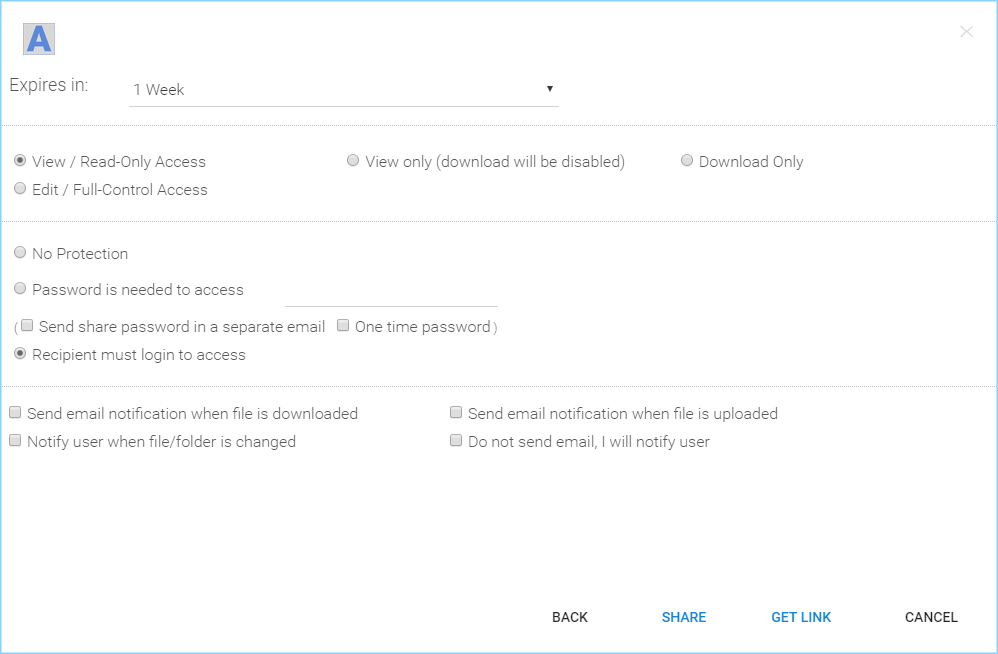 A
Expires in: 1 Week
View / Read-Only Access View only (download will be disabled) Download Only
Edit / Full-Control Access
No Protection
Password is needed to access
( Send share password in a separate email One time password )
Recipient must login to access
Send email notification when file is downloaded Send email notification when file is uploaded
Notify user when file/folder is changed Do not send email, I will notify user
BACK SHARE GET LINK CANCEL